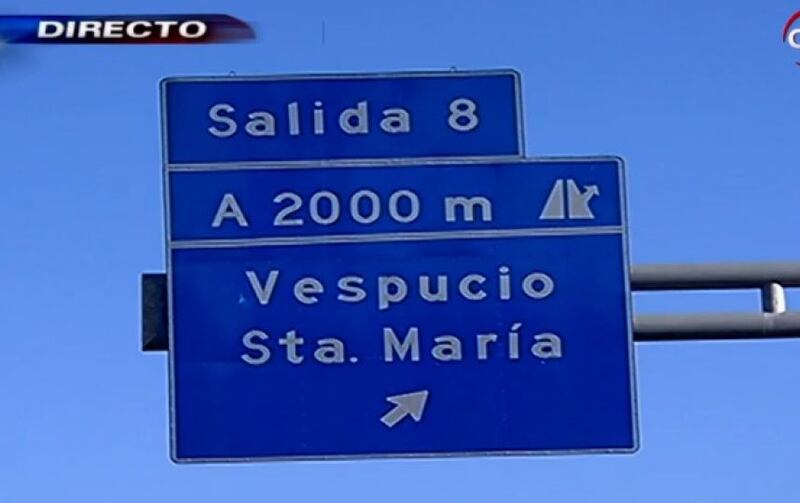 DIRECTO
Salida 8
A 2000 m
Vespucio
Sta. María